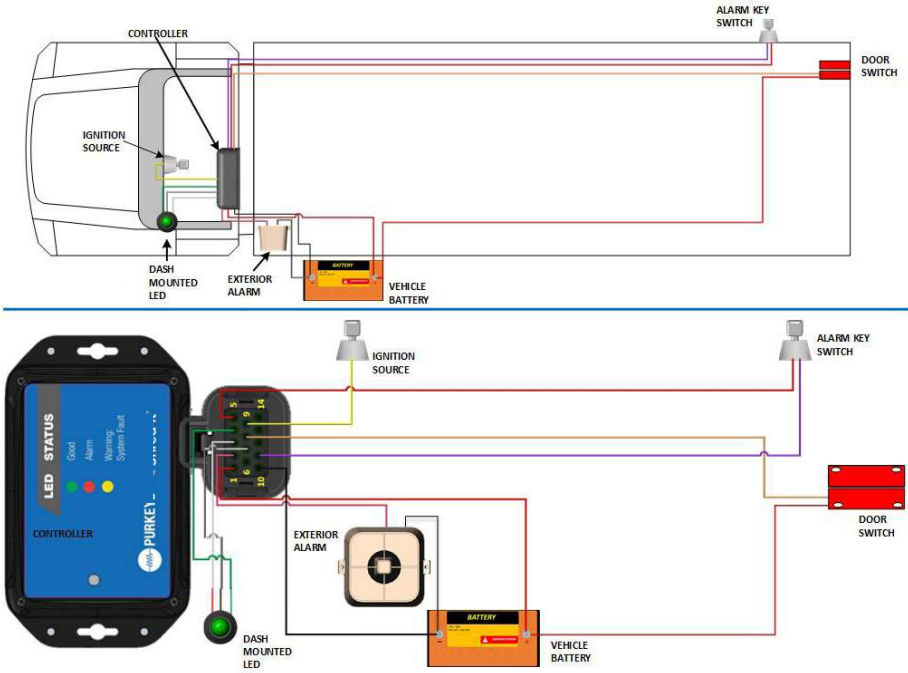 ALARM KEY
SWITCH
CONTROLLER
DOOR
SWITCH
IGNITION
SOURCE
DASH
MOUNTED
LED
EXTERIOR
ALARM
BATTERY
VEHICLE
BATTERY
IGNITION
SOURCE
ALARM KEY
SWITCH
LED STATUS
Good
Alarm
Warning:
System Fault
CONTROLLER
5
14
9
1
6
10
EXTERIOR
ALARM
DOOR
SWITCH
DASH
MOUNTED
LED
BATTERY
VEHICLE
BATTERY